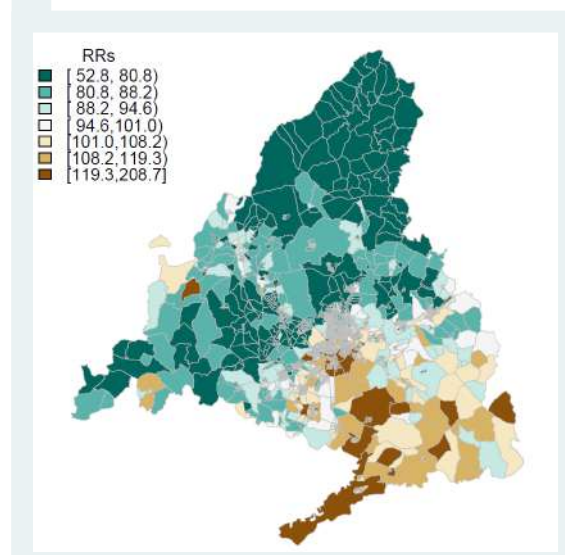 RRs
[ 52.8, 80.8)
[ 80.8, 88.2)
[ 88.2, 94.6)
[ 94.6,101.0)
[101.0,108.2)
[108.2,119.3)
[119.3,208.7]